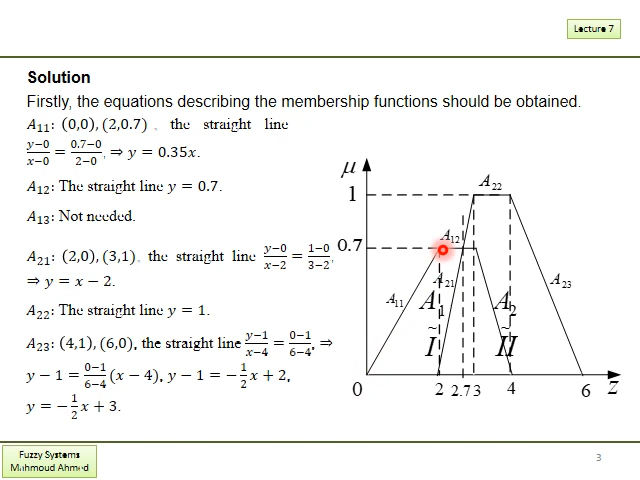 Lecture 7
Solution
Firstly, the equations describing the membership functions should be obtained.
A₁₁: (0,0), (2,0.7) , the straight line
(y−0)/(x−0) = (0.7−0)/(2−0), ⇒ y = 0.35x.
A₁₂: The straight line y = 0.7.
A₁₃: Not needed.
A₂₁: (2,0), (3,1), the straight line (y−0)/(x−2) = (1−0)/(3−2),
⇒ y = x − 2.
A₂₂: The straight line y = 1.
A₂₃: (4,1), (6,0), the straight line (y−1)/(x−4) = (0−1)/(6−4), ⇒
y − 1 = (0−1)/(6−4) (x − 4), y − 1 = −½x + 2,
y = −½x + 3.
μ
1
A₂₂
0.7
A₁₂
A₂₁
A₂₃
A₁₁
A₁
A₂
I
II
0 2 2.7 3 4 6 z
Fuzzy Systems
Mahmoud Ahmed
3